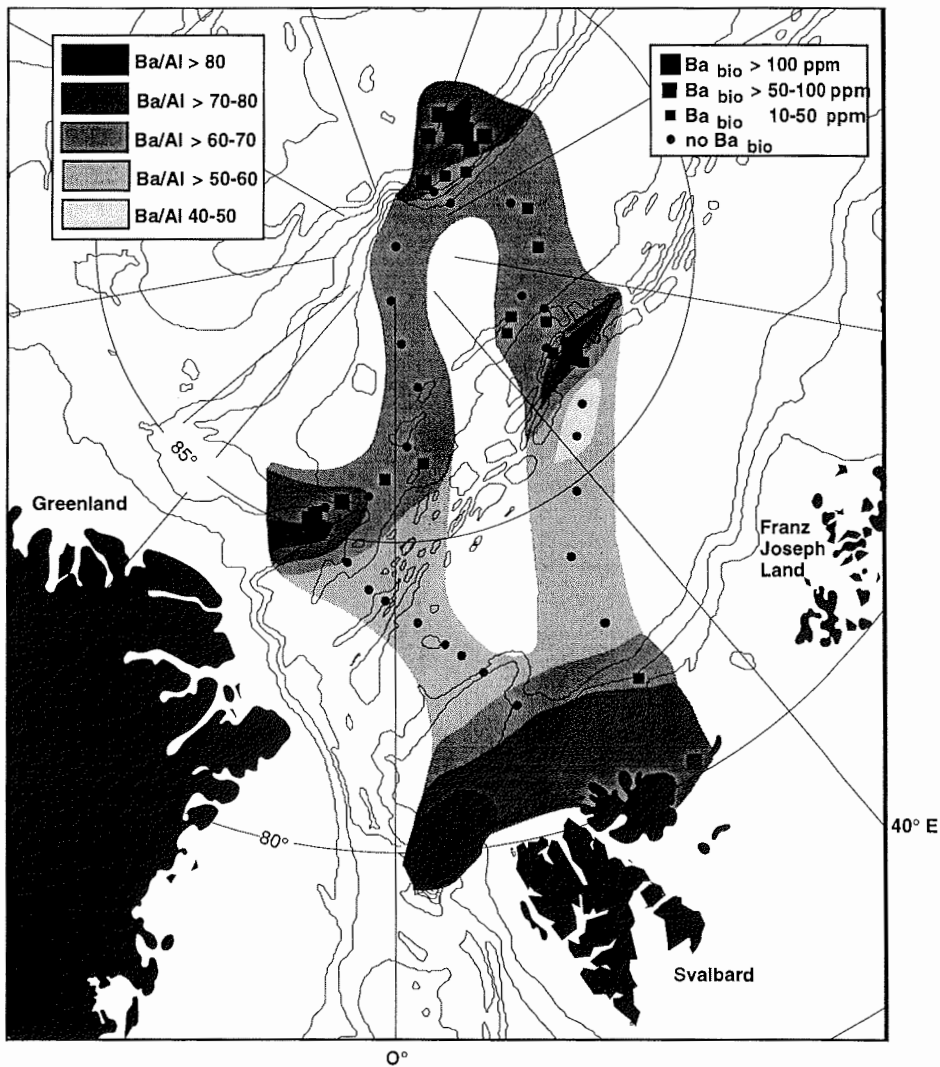 Ba/Al > 80
Ba/Al > 70-80
Ba/Al > 60-70
Ba/Al > 50-60
Ba/Al 40-50
Ba bio > 100 ppm
Ba bio > 50-100 ppm
Ba bio 10-50 ppm
no Ba bio
85°
Greenland
Franz
Joseph
Land
80°
40° E
Svalbard
0°